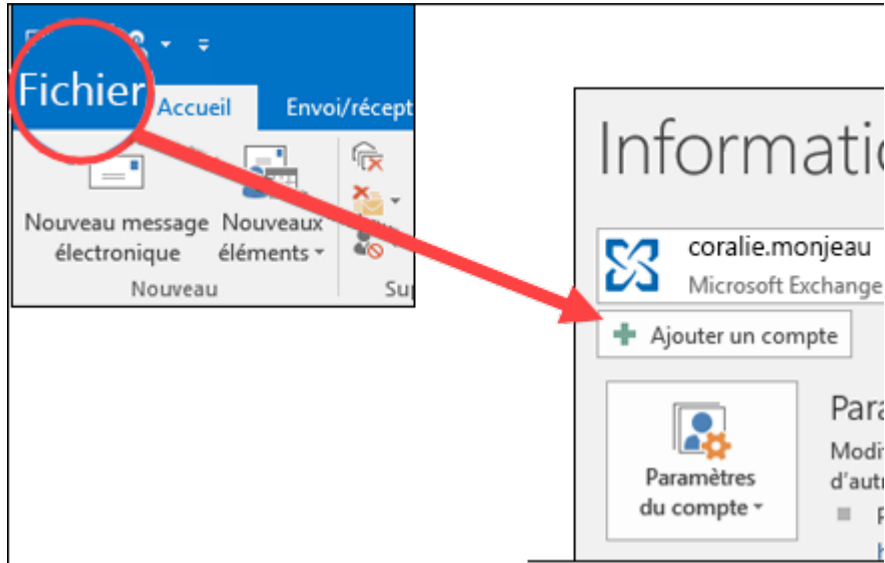 Fichier
Accueil
Envoi/récept
Nouveau message
électronique
Nouveaux
éléments
Nouveau
Sup
Informatio
coralie.monjeau
Microsoft Exchange
Ajouter un compte
Paramètres
du compte
Para
Modi
d'autr